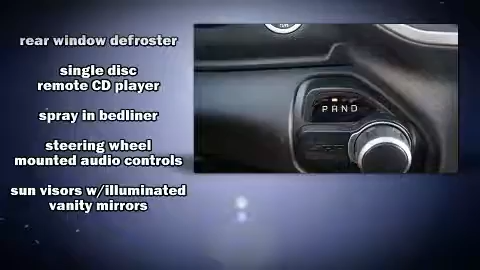 rear window defroster
single disc
remote CD player
spray in bedliner
steering wheel
mounted audio controls
sun visors w/illuminated
vanity mirrors
P R N D